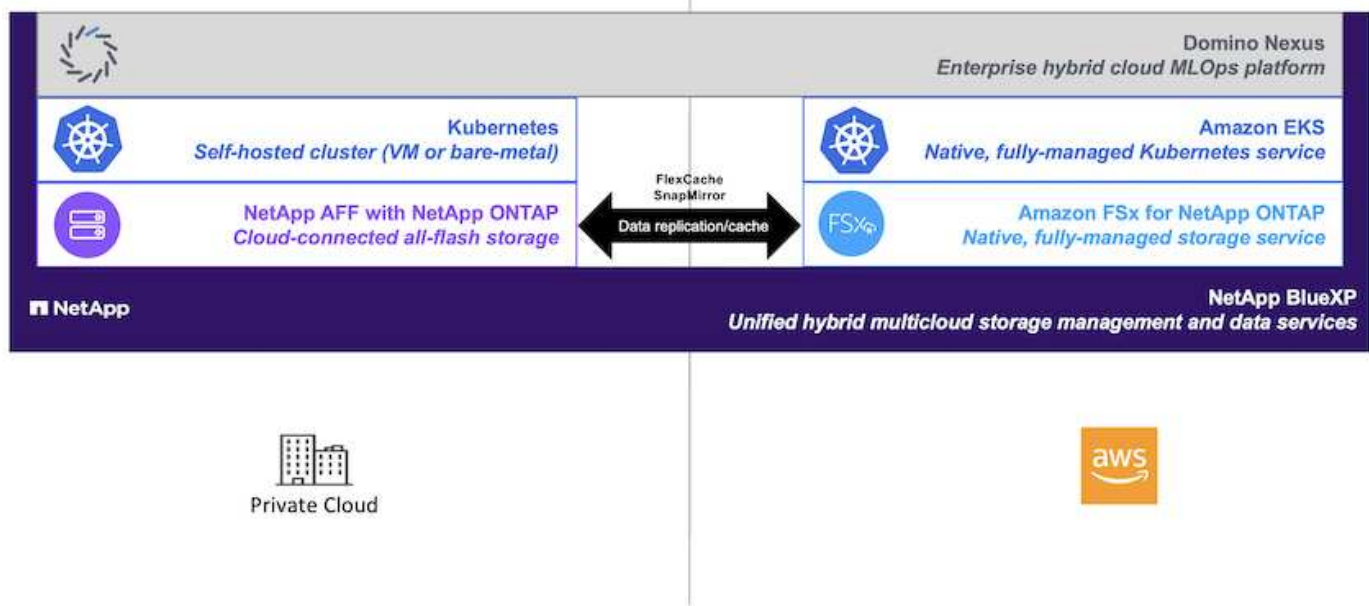 Domino Nexus
Enterprise hybrid cloud MLOps platform
Kubernetes
Self-hosted cluster (VM or bare-metal)
Amazon EKS
Native, fully-managed Kubernetes service
FlexCache
SnapMirror
Data replication/cache
NetApp AFF with NetApp ONTAP
Cloud-connected all-flash storage
FSx
Amazon FSx for NetApp ONTAP
Native, fully-managed storage service
NetApp
NetApp BlueXP
Unified hybrid multicloud storage management and data services
Private Cloud
aws